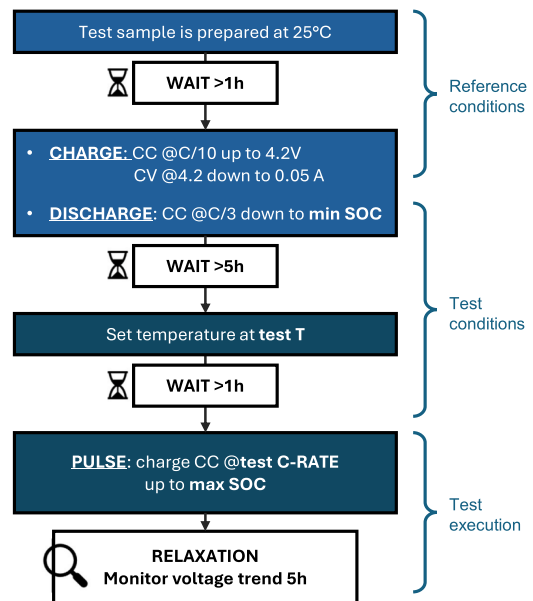 Test sample is prepared at 25°C
WAIT >1h
Reference
conditions
• CHARGE: CC @C/10 up to 4.2V
CV @4.2 down to 0.05 A
• DISCHARGE: CC @C/3 down to min SOC
WAIT >5h
Set temperature at test T
Test
conditions
WAIT >1h
PULSE: charge CC @test C-RATE
up to max SOC
Test
execution
RELAXATION
Monitor voltage trend 5h